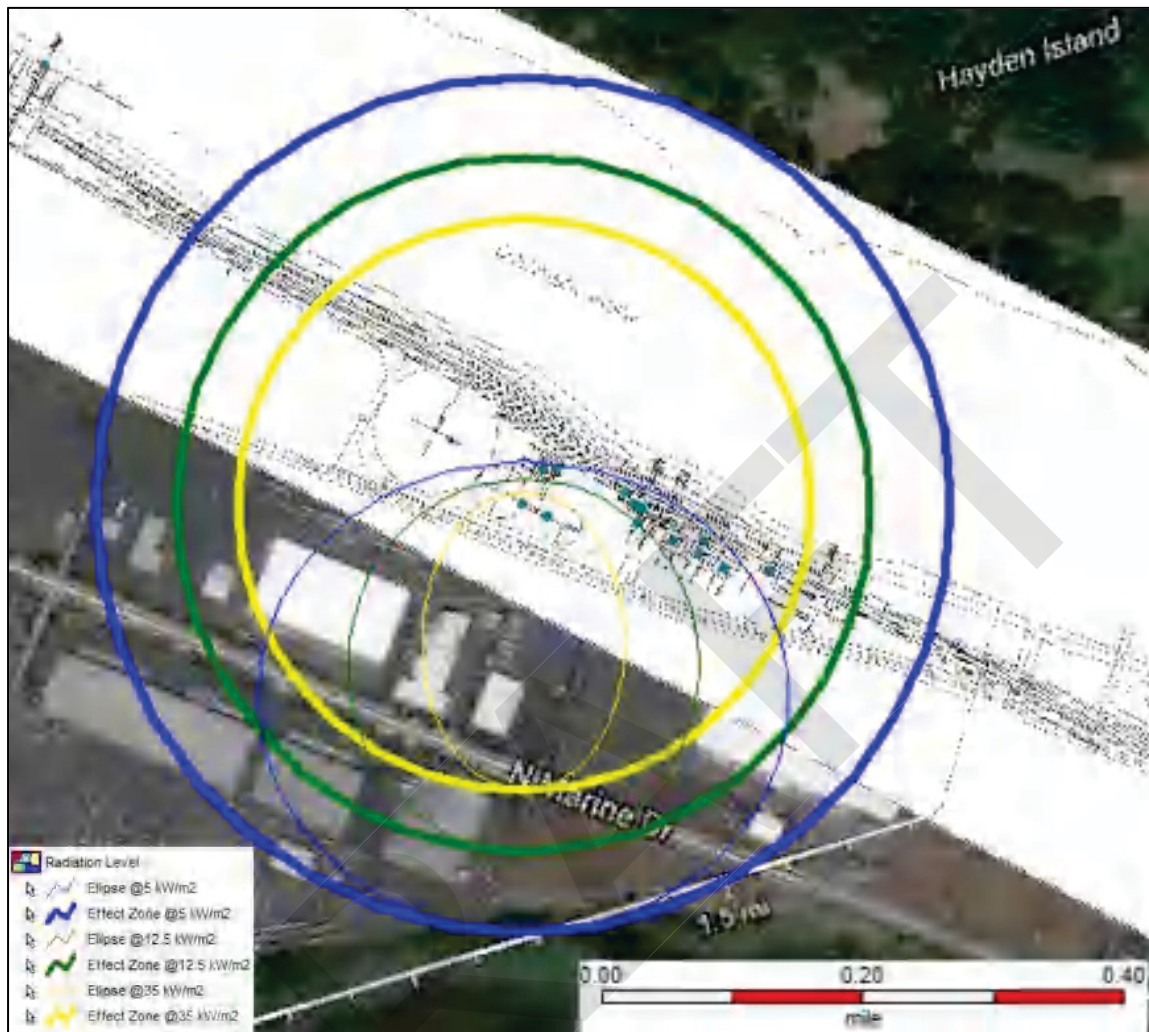 Hayden Island
N Marine Dr
1.5 mi
Radiation Level
Ellipse @5 kW/m2
Effect Zone @5 kW/m2
Ellipse @12.5 kW/m2
Effect Zone @12.5 kW/m2
Ellipse @35 kW/m2
Effect Zone @35 kW/m2
0.00 0.20 0.40
mile
DRAFT